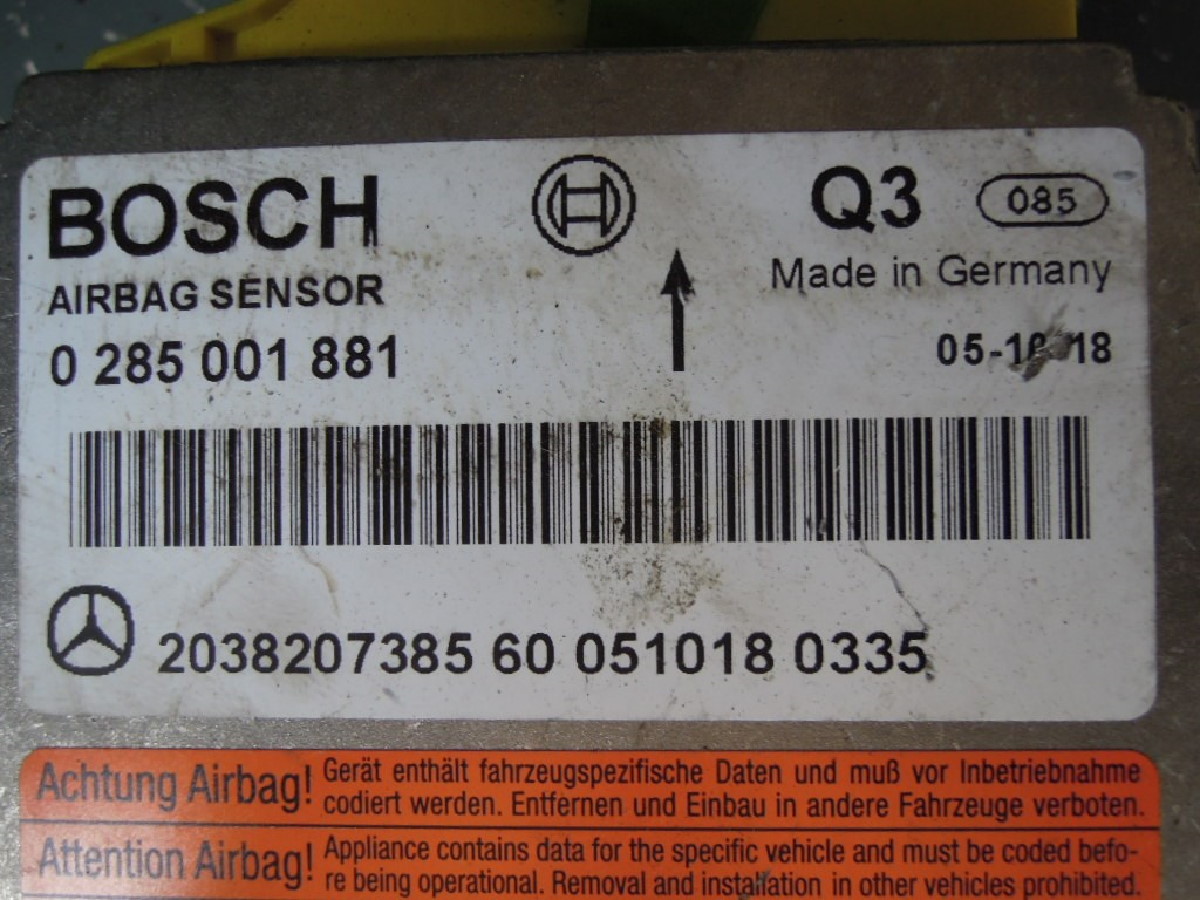 BOSCH
Q3
085
AIRBAG SENSOR
Made in Germany
0 285 001 881
05-10-18
2038207385 60 051018 0335
Achtung Airbag! Gerät enthält fahrzeugspezifische Daten und muß vor Inbetriebnahme
codiert werden. Entfernen und Einbau in andere Fahrzeuge verboten.
Attention Airbag! Appliance contains data for the specific vehicle and must be coded befo-
re being operational. Removal and installation in other vehicles prohibited.